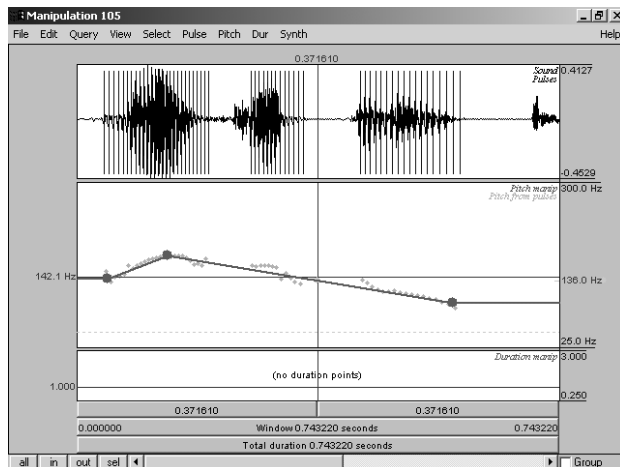 Manipulation 105
File Edit Query View Select Pulse Pitch Dur Synth Help
0.371610
Sound 0.4127
Pulses
-0.4529
Pitch manip 300.0 Hz
Pitch from pulses
142.1 Hz 136.0 Hz
25.0 Hz
Duration manip 3.000
(no duration points)
1.000
0.250
0.371610 0.371610
0.000000 Window 0.743220 seconds 0.743220
Total duration 0.743220 seconds
all in out sel Group